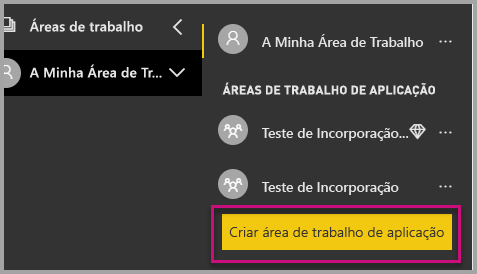 Áreas de trabalho
A Minha Área de Tr...
A Minha Área de Trabalho
ÁREAS DE TRABALHO DE APLICAÇÃO
Teste de Incorporação...
Teste de Incorporação
Criar área de trabalho de aplicação